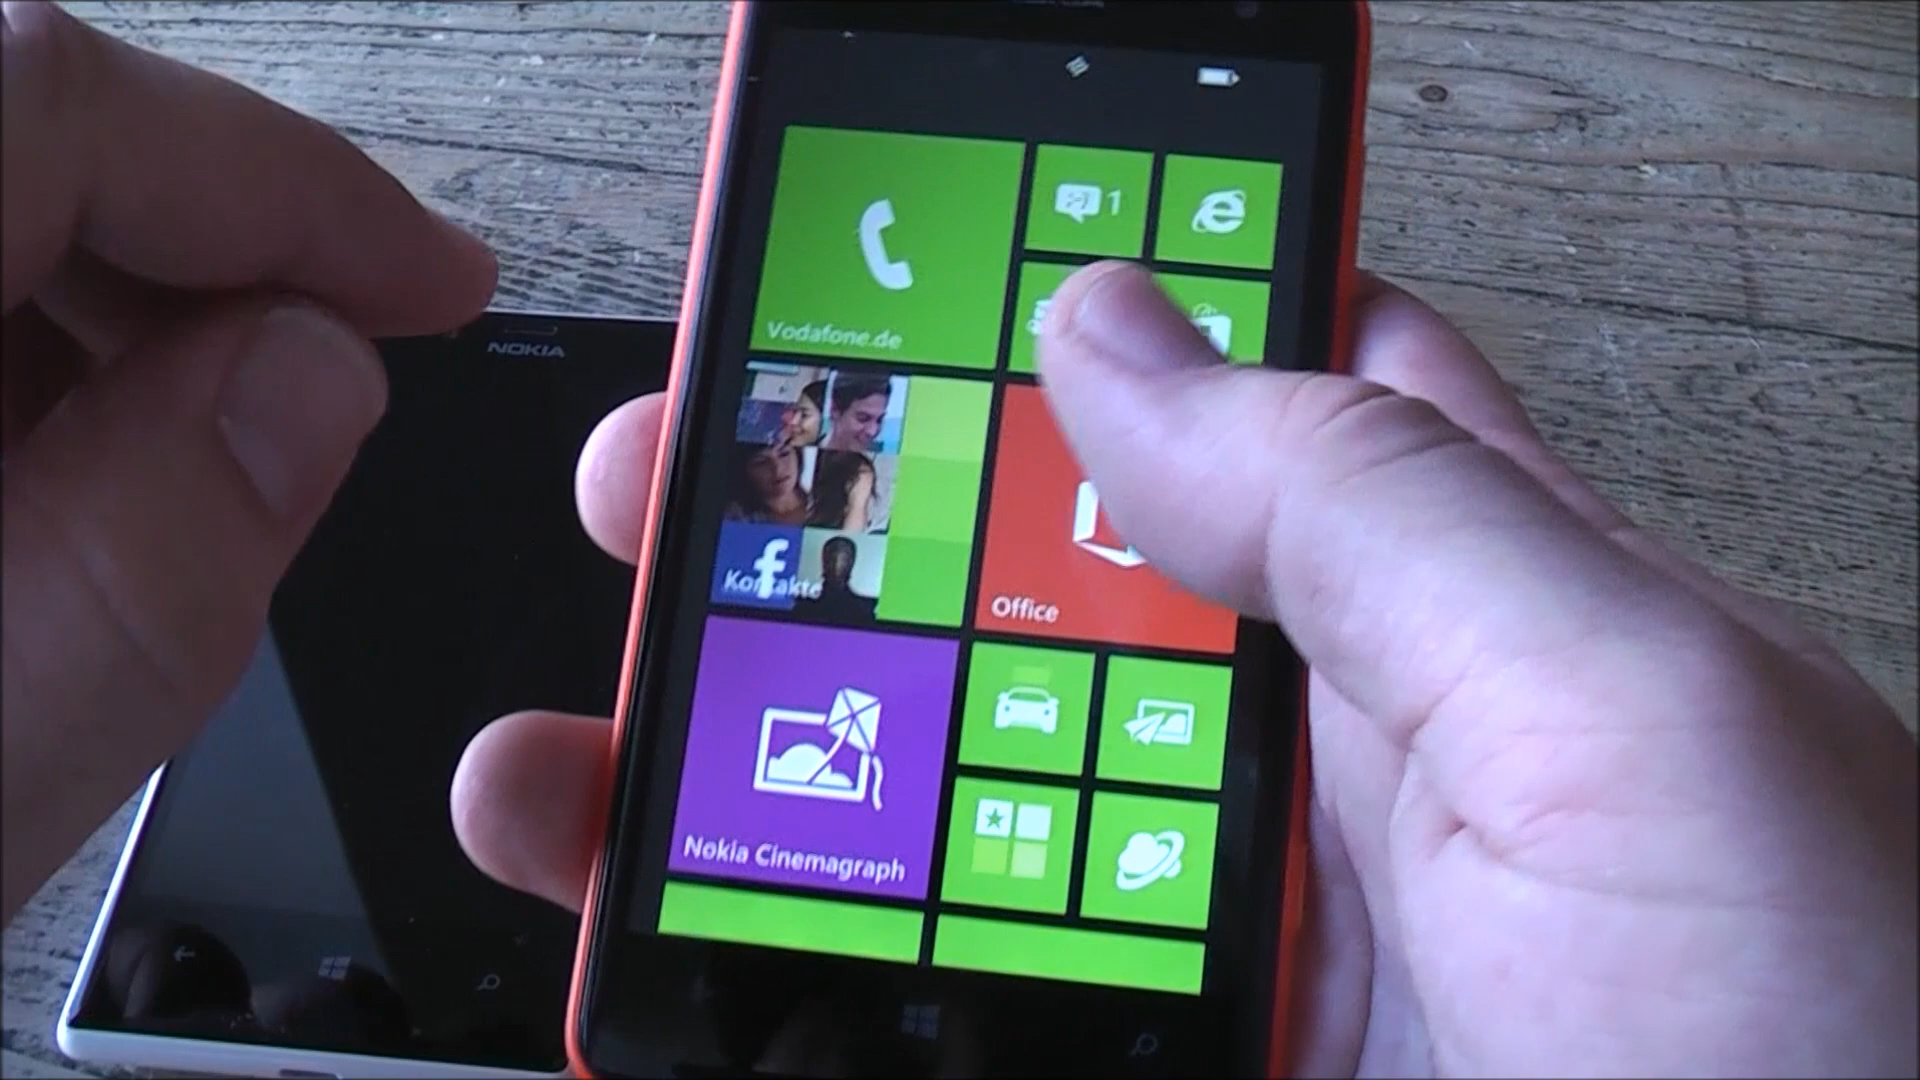 NOKIA
1
Vodafone.de
Kontakte
Office
Nokia Cinemagraph